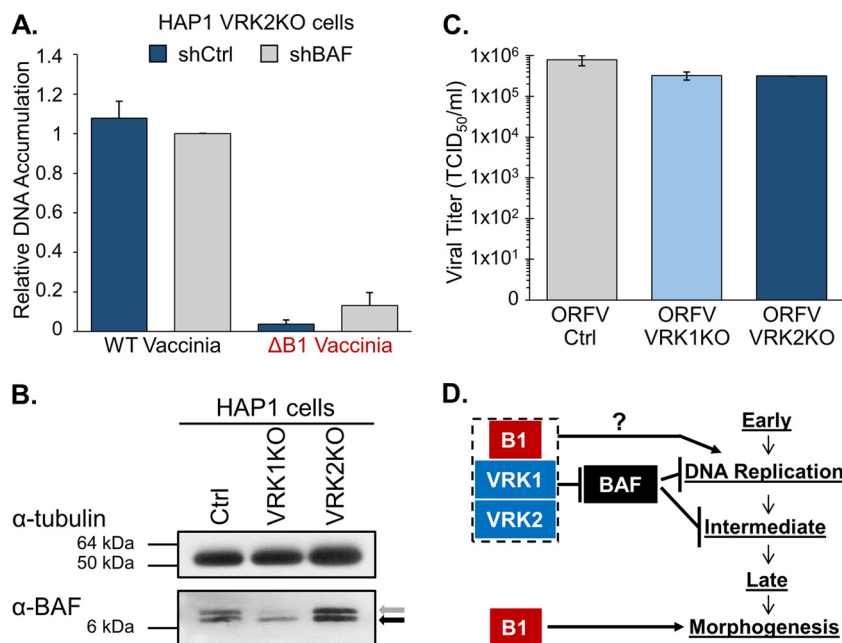 A.
HAP1 VRK2KO cells
shCtrl
shBAF
Relative DNA Accumulation
1.4
1.2
1
0.8
0.6
0.4
0.2
0
WT Vaccinia
ΔB1 Vaccinia
B.
HAP1 cells
Ctrl
VRK1KO
VRK2KO
α-tubulin
64 kDa
50 kDa
α-BAF
6 kDa
C.
Viral Titer (TCID50/ml)
1x10⁶
1x10⁵
1x10⁴
1x10³
1x10²
1x10¹
0
ORFV
Ctrl
ORFV
VRK1KO
ORFV
VRK2KO
D.
B1
VRK1
VRK2
?
BAF
Early
DNA Replication
Intermediate
Late
B1
Morphogenesis